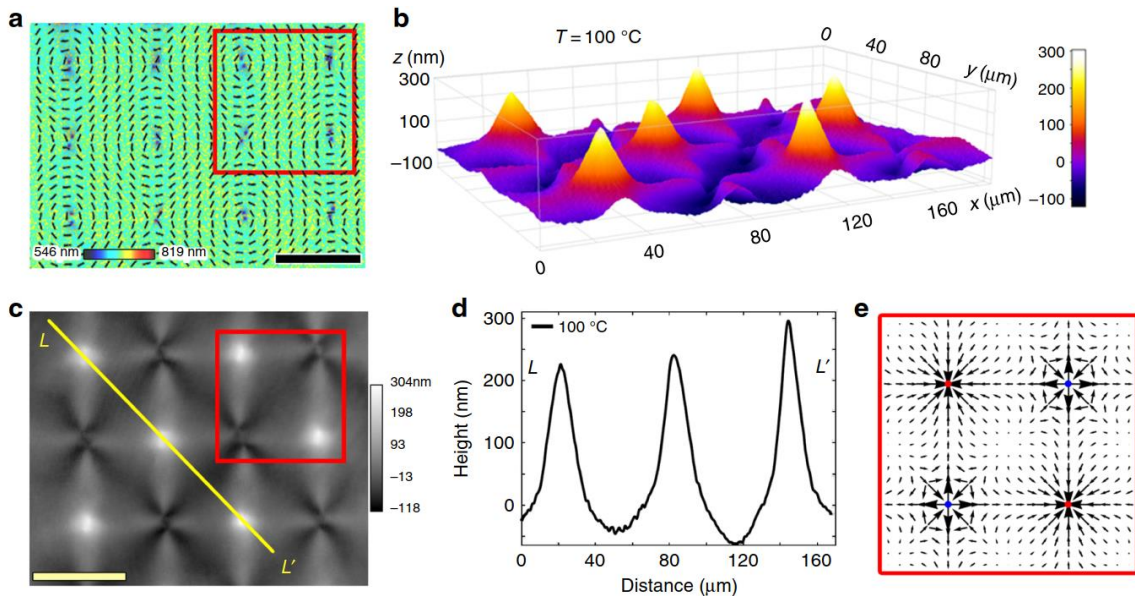 a
546 nm 819 nm
b
T = 100 °C
z (nm)
300
100
−100
0
40
80
y (μm)
0
40
80
120
160
x (μm)
300
200
100
0
−100
c
L
L′
304nm
198
93
−13
−118
d
100 °C
L
L′
Height (nm)
300
200
100
0
0 40 80 120 160
Distance (μm)
e